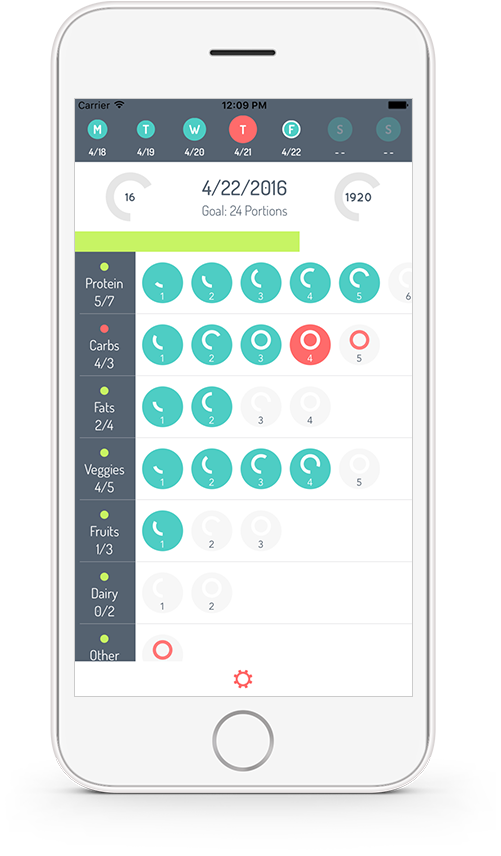 Carrier 12:09 PM
M T W T F S S
4/18 4/19 4/20 4/21 4/22 -- --
16 4/22/2016 1920
Goal: 24 Portions
Protein 1 2 3 4 5 6
5/7
Carbs 1 2 3 4 5
4/3
Fats 1 2 3 4
2/4
Veggies 1 2 3 4 5
4/5
Fruits 1 2 3
1/3
Dairy 1 2
0/2
Other